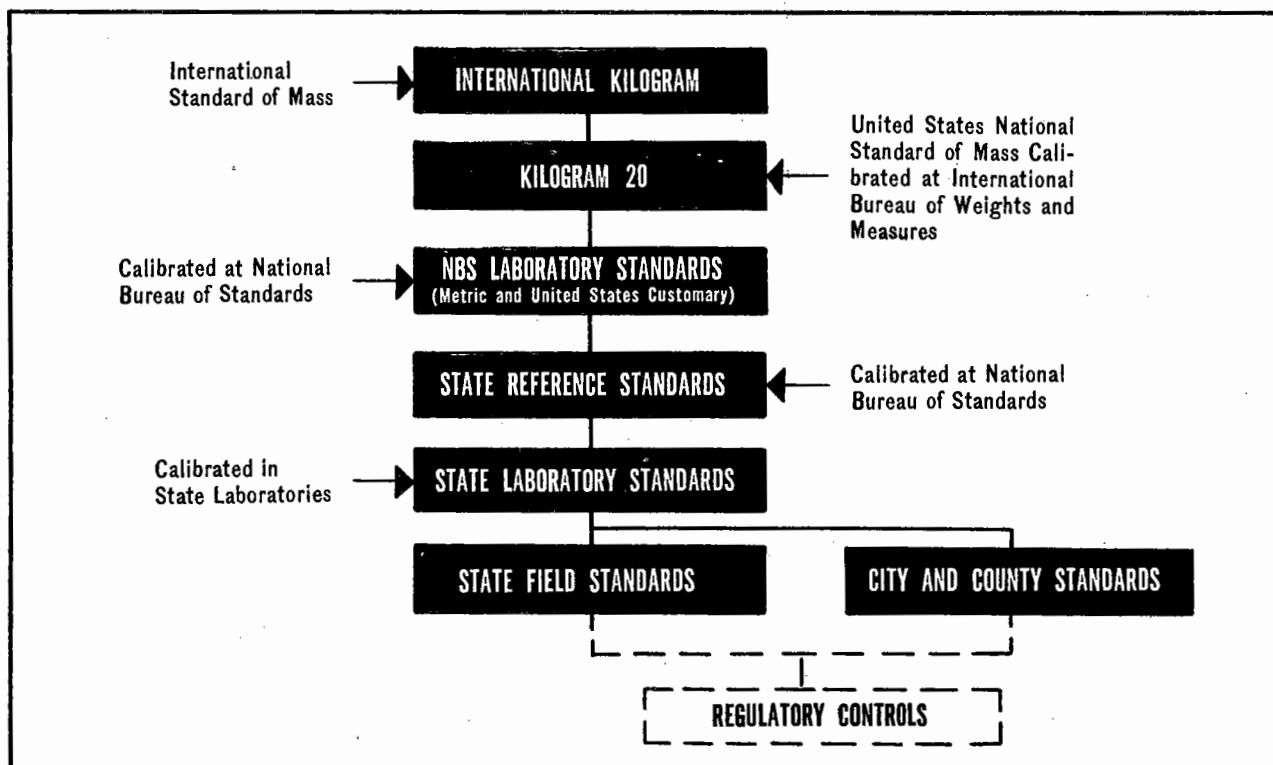 International
Standard of Mass
INTERNATIONAL KILOGRAM
KILOGRAM 20
United States National
Standard of Mass Cali-
brated at International
Bureau of Weights and
Measures
Calibrated at National
Bureau of Standards
NBS LABORATORY STANDARDS
(Metric and United States Customary)
STATE REFERENCE STANDARDS
Calibrated at National
Bureau of Standards
Calibrated in
State Laboratories
STATE LABORATORY STANDARDS
STATE FIELD STANDARDS
CITY AND COUNTY STANDARDS
REGULATORY CONTROLS